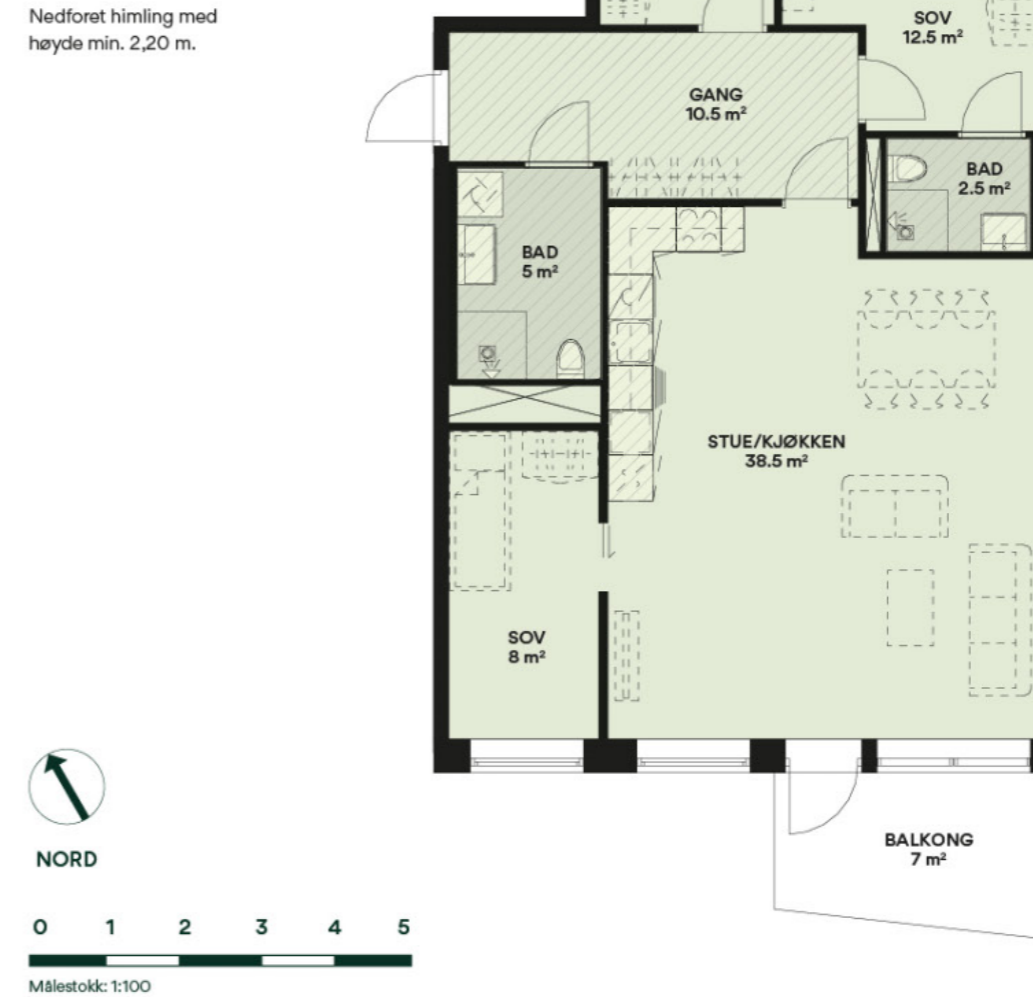 Nedforet himling med
høyde min. 2,20 m.
SOV
12.5 m²
GANG
10.5 m²
BAD
2.5 m²
BAD
5 m²
STUE/KJØKKEN
38.5 m²
SOV
8 m²
BALKONG
7 m²
NORD
0 1 2 3 4 5
Målestokk: 1:100